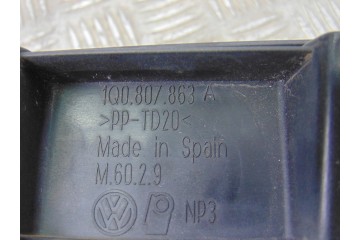 1Q0.807.863 A
>PP-TD20<
Made in Spain
M.60.2.9
NP3